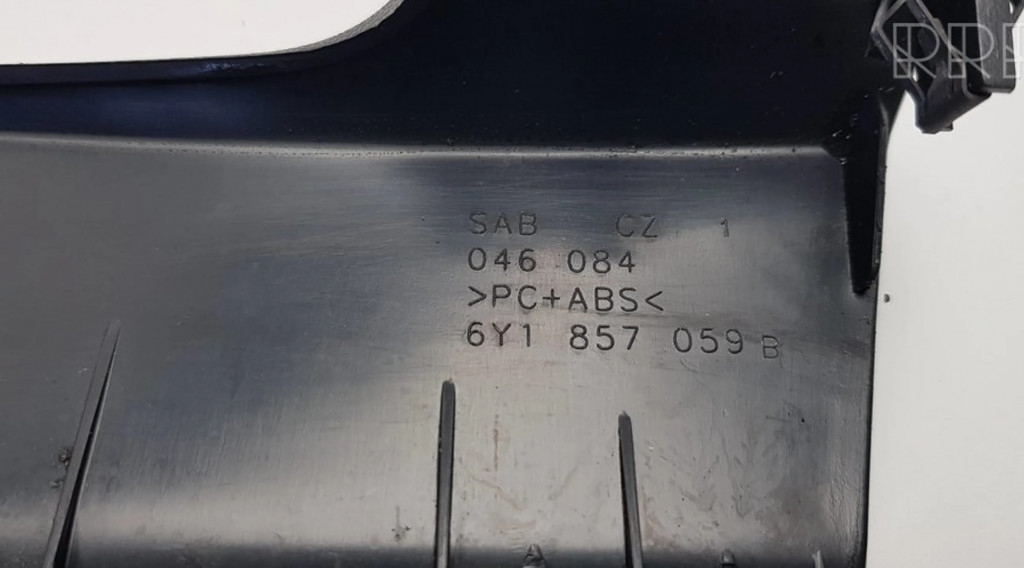 SAB CZ 1
046 084
>PC+ABS<
6Y1 857 059 B